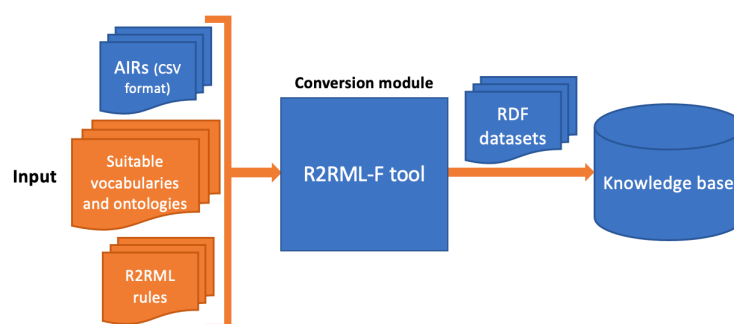 AIRs (CSV
format)
Input
Suitable
vocabularies
and ontologies
R2RML
rules
Conversion module
R2RML-F tool
RDF
datasets
Knowledge base